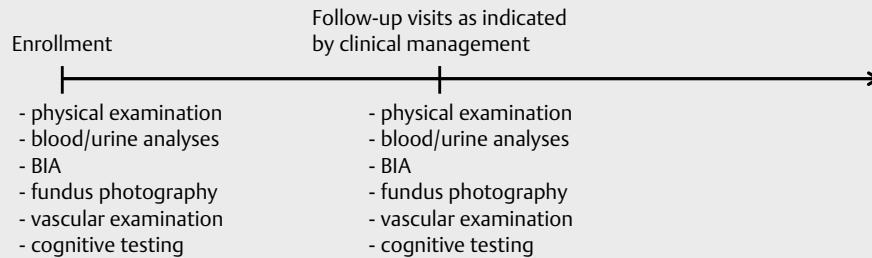 Enrollment
- physical examination
- blood/urine analyses
- BIA
- fundus photography
- vascular examination
- cognitive testing
Follow-up visits as indicated
by clinical management
- physical examination
- blood/urine analyses
- BIA
- fundus photography
- vascular examination
- cognitive testing